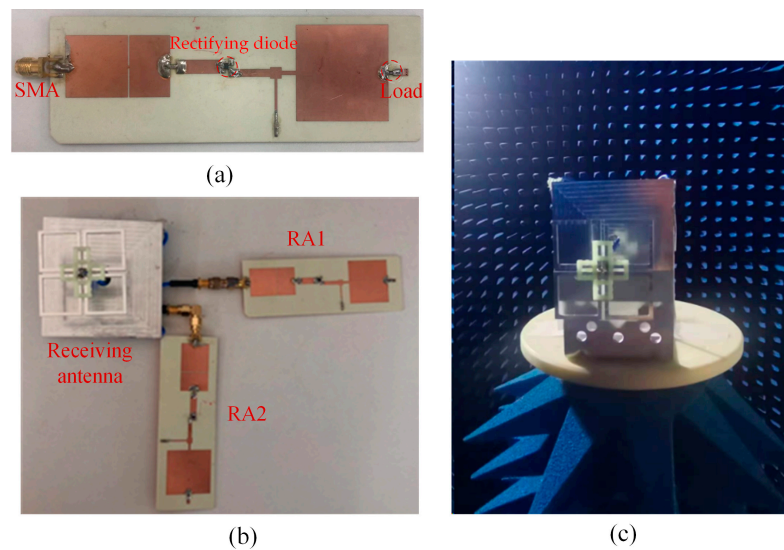 Rectifying diode
SMA
Load
(a)
RA1
Receiving
antenna
RA2
(b)
(c)